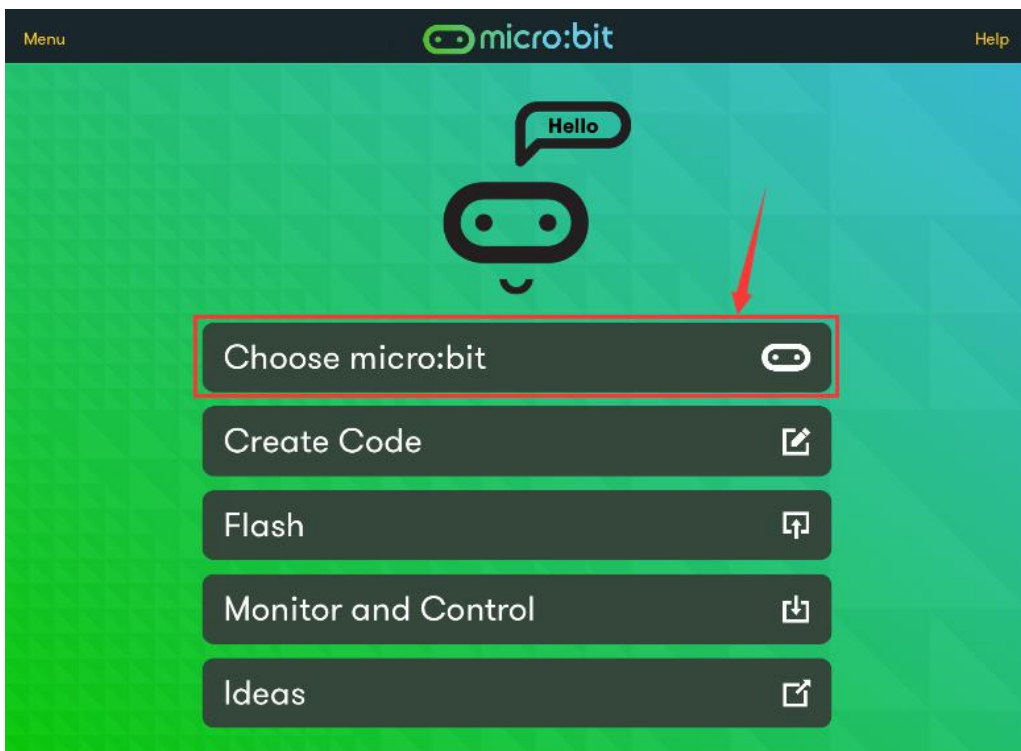 Menu
micro:bit
Help
Hello
Choose micro:bit
Create Code
Flash
Monitor and Control
Ideas